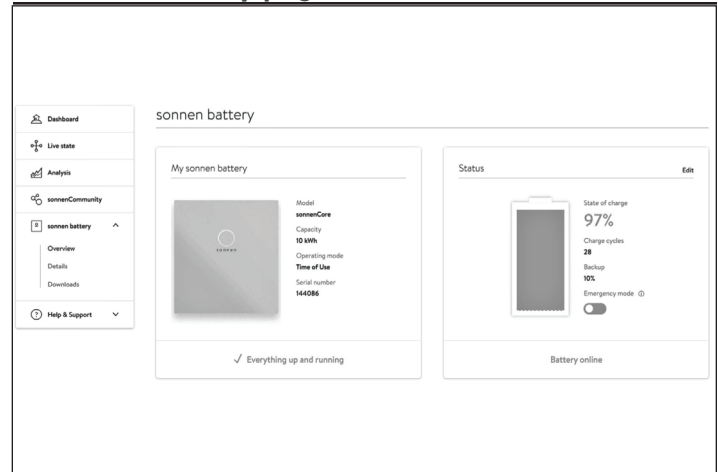 Dashboard
Live state
Analysis
sonnenCommunity
sonnen battery
Overview
Details
Downloads
Help & Support
sonnen battery
My sonnen battery
sonnen
Model
sonnenCore
Capacity
10 kWh
Operating mode
Time of Use
Serial number
144086
Everything up and running
Status
Edit
State of charge
97%
Charge cycles
28
Backup
10%
Emergency mode
Battery online